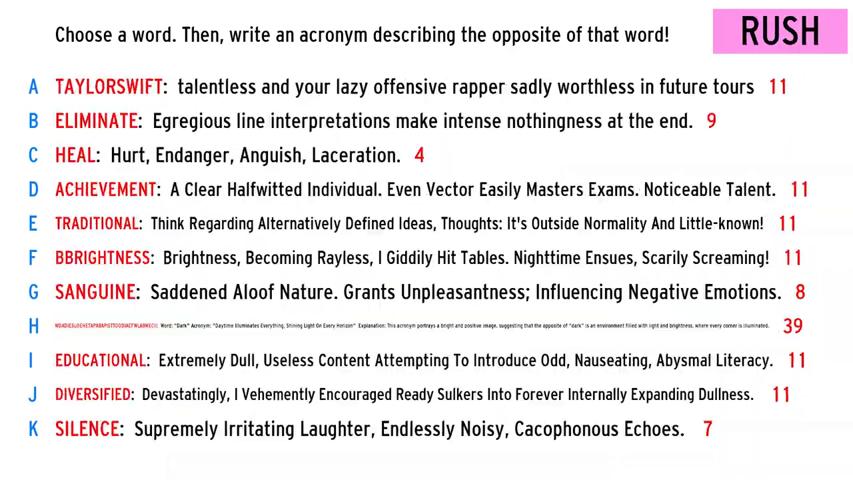 Choose a word. Then, write an acronym describing the opposite of that word!
RUSH
A TAYLORSWIFT: talentless and your lazy offensive rapper sadly worthless in future tours 11
B ELIMINATE: Egregious line interpretations make intense nothingness at the end. 9
C HEAL: Hurt, Endanger, Anguish, Laceration. 4
D ACHIEVEMENT: A Clear Halfwitted Individual. Even Vector Easily Masters Exams. Noticeable Talent. 11
E TRADITIONAL: Think Regarding Alternatively Defined Ideas, Thoughts: It's Outside Normality And Little-known! 11
F BBRIGHTNESS: Brightness, Becoming Rayless, I Giddily Hit Tables. Nighttime Ensues, Scarily Screaming! 11
G SANGUINE: Saddened Aloof Nature. Grants Unpleasantness; Influencing Negative Emotions. 8
H Word: "Dark" Acronym: "Daytime Illuminates Everything, Shining Light On Every Horizon" Explanation: This acronym portrays a bright and positive image, suggesting that the opposite of "dark" is an environment filled with light and brightness, where every corner is illuminated. 39
I EDUCATIONAL: Extremely Dull, Useless Content Attempting To Introduce Odd, Nauseating, Abysmal Literacy. 11
J DIVERSIFIED: Devastatingly, I Vehemently Encouraged Ready Sulkers Into Forever Internally Expanding Dullness. 11
K SILENCE: Supremely Irritating Laughter, Endlessly Noisy, Cacophonous Echoes. 7